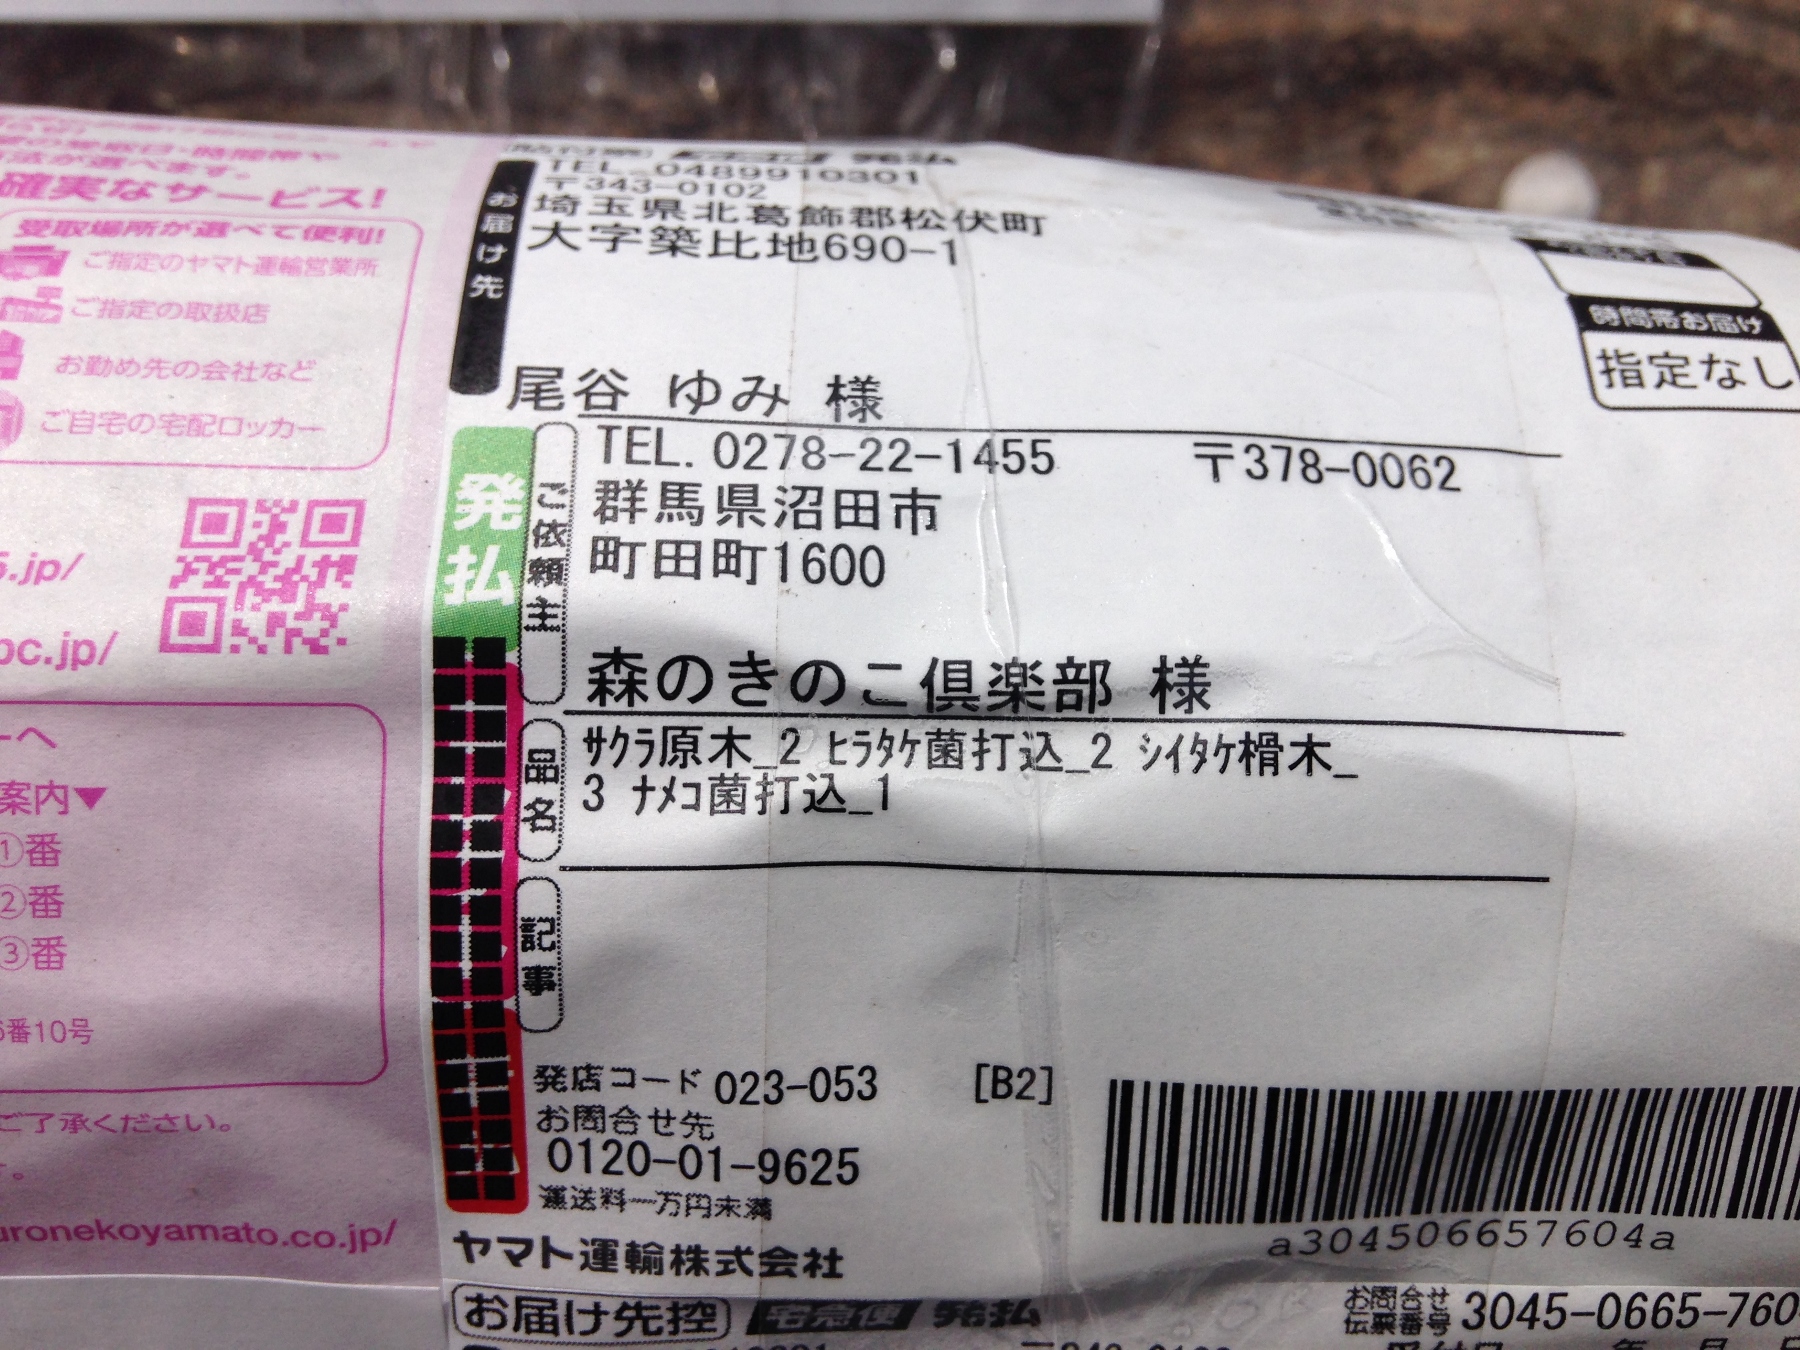 法が選べます。
確実なサービス!
受取場所が選べて便利!
ご指定のヤマト運輸営業所
ご指定の取扱店
お勤め先の会社など
ご自宅の宅配ロッカー
.jp/
pc.jp/
案内▼
①番
②番
③番
番10号
ご了承ください。
uronekoyamato.co.jp/
発払
お届け先
TEL 0489910301
〒343-0102
埼玉県北葛飾郡松伏町
大字築比地690-1
尾谷 ゆみ 様
時間帯お届け
指定なし
発払
ご依頼主
TEL. 0278-22-1455 〒378-0062
群馬県沼田市
町田町1600
森のきのこ倶楽部 様
品名
ｻｸﾗ原木_2 ﾋﾗﾀｹ菌打込_2 ｼｲﾀｹ榾木_
3 ﾅﾒｺ菌打込_1
記事
発店コード 023-053 [B2]
お問合せ先
0120-01-9625
運送料一万円未満
a304506657604a
ヤマト運輸株式会社
お届け先控 宅急便 発払
お問合せ伝票番号 3045-0665-760